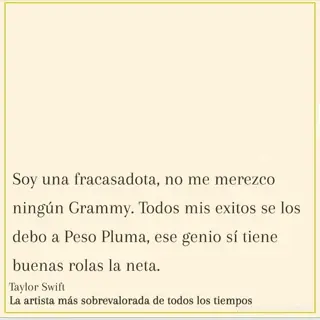 Soy una fracasadota, no me merezco
ningún Grammy. Todos mis exitos se los
debo a Peso Pluma, ese genio sí tiene
buenas rolas la neta.
Taylor Swift
La artista más sobrevalorada de todos los tiempos